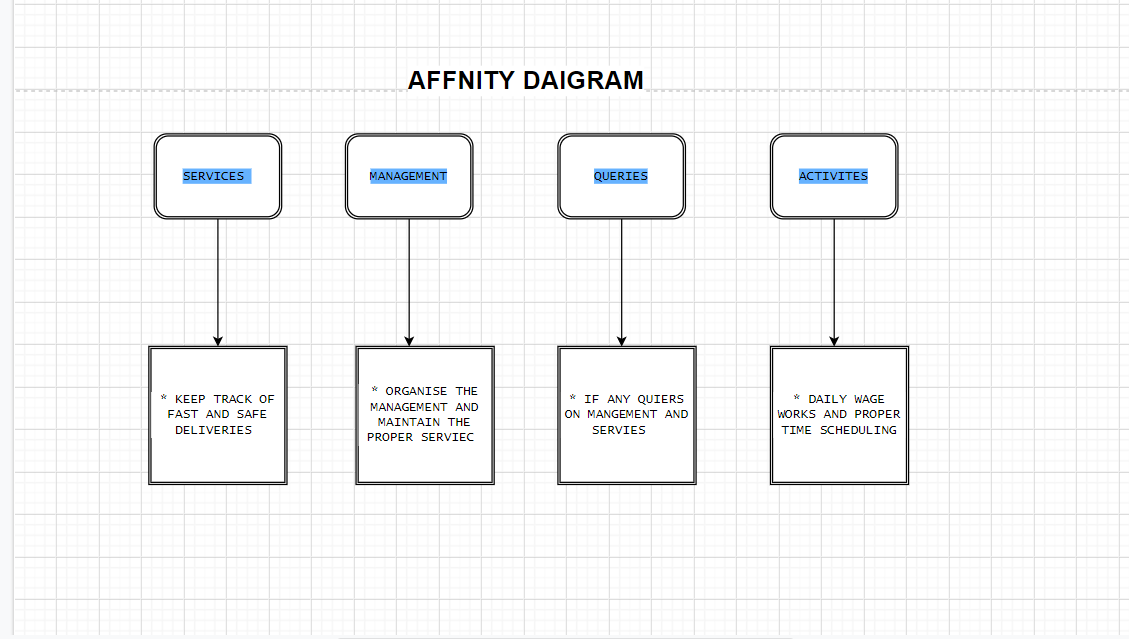 AFFNITY DAIGRAM
SERVICES
MANAGEMENT
QUERIES
ACTIVITES
* KEEP TRACK OF
FAST AND SAFE
DELIVERIES
* ORGANISE THE
MANAGEMENT AND
MAINTAIN THE
PROPER SERVIEC
* IF ANY QUIERS
ON MANGEMENT AND
SERVIES
* DAILY WAGE
WORKS AND PROPER
TIME SCHEDULING